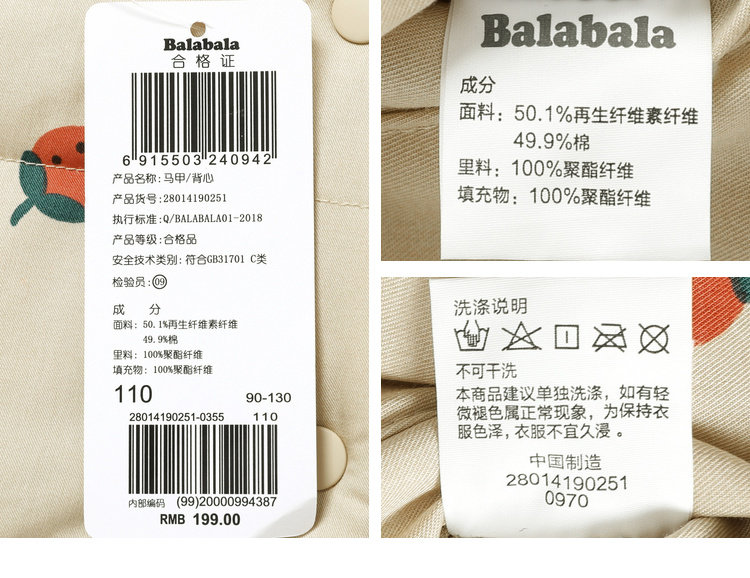 Balabala
合格证
6 915503 240942
产品名称:马甲/背心
产品货号:28014190251
执行标准:Q/BALABALA01-2018
产品等级:合格品
安全技术类别:符合GB31701 C类
检验员:09
成 分
面料:50.1%再生纤维素纤维
49.9%棉
里料:100%聚酯纤维
填充物:100%聚酯纤维
110 90-130
28014190251-0355 110
内部编码 (99)20000994387
RMB 199.00
Balabala
成分
面料:50.1%再生纤维素纤维
49.9%棉
里料:100%聚酯纤维
填充物:100%聚酯纤维
洗涤说明
不可干洗
本商品建议单独洗涤,如有轻
微褪色属正常现象,为保持衣
服色泽,衣服不宜久浸。
中国制造
28014190251
0970